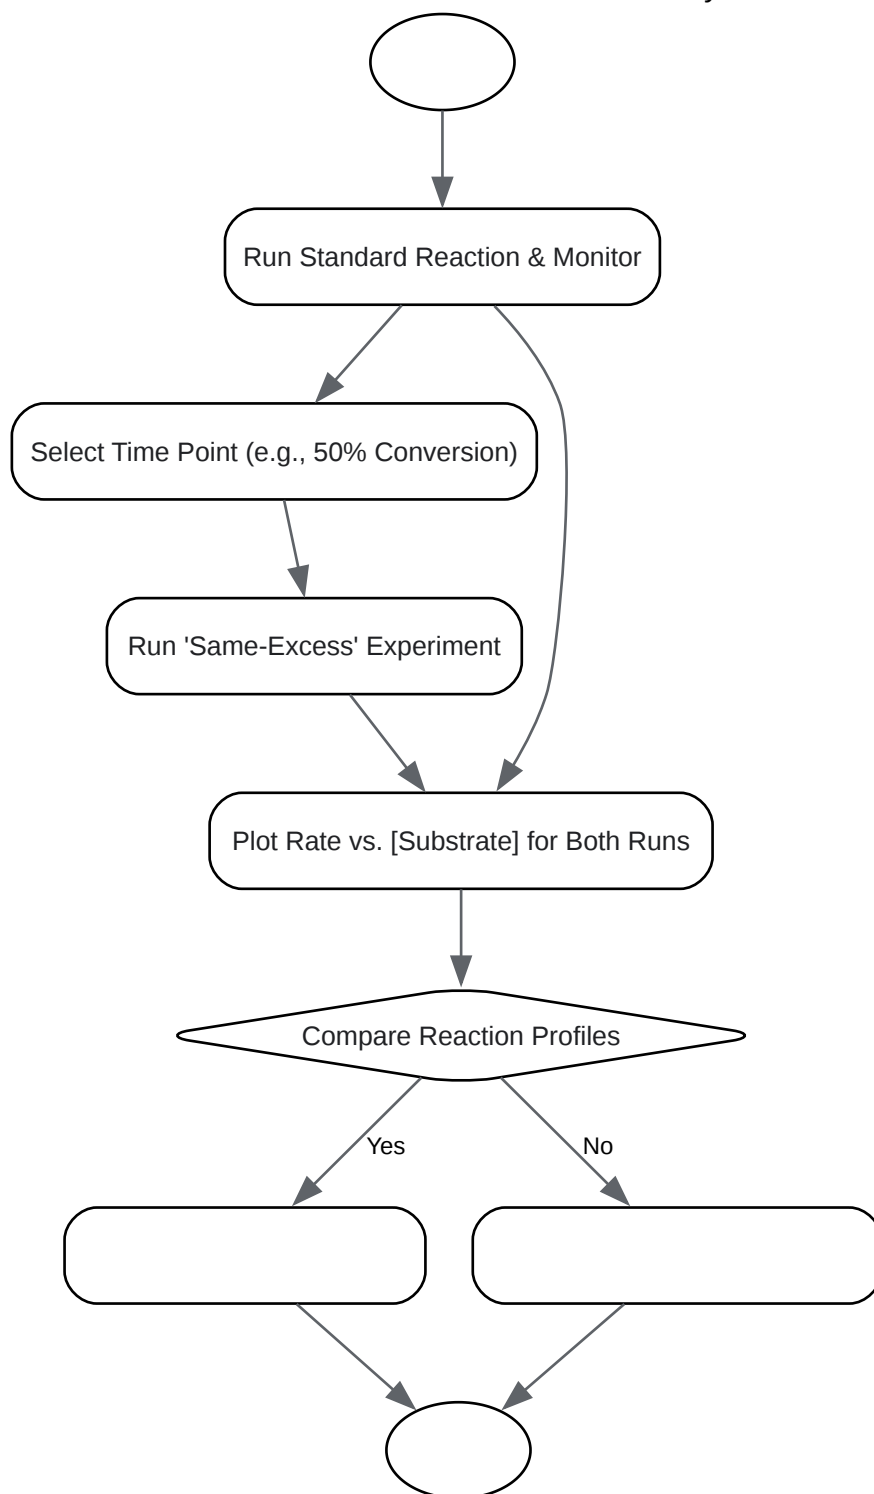 Run Standard Reaction & Monitor
Select Time Point (e.g., 50% Conversion)
Run 'Same-Excess' Experiment
Plot Rate vs. [Substrate] for Both Runs
Compare Reaction Profiles
Yes
No